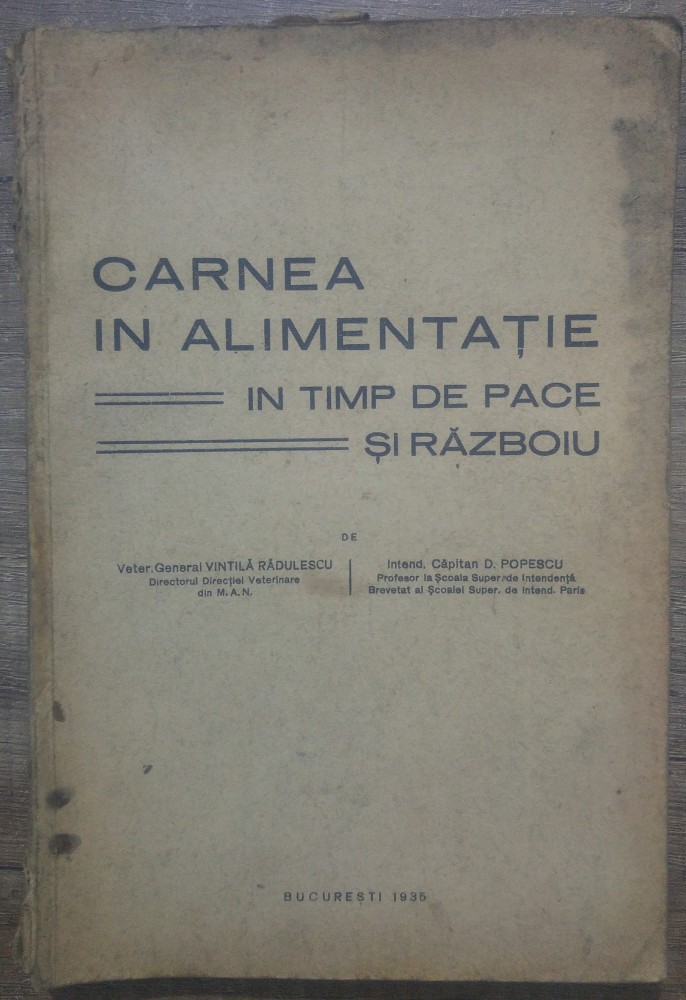 CARNEA
IN ALIMENTAȚIE
IN TIMP DE PACE
ȘI RĂZBOIU
DE
Veter. General VINTILĂ RĂDULESCU
Directorul Direcției Veterinare
din M. A. N.
Intend. Căpitan D. POPESCU
Profesor la Școala Super. de Intendență
Brevetat al Școalei Super. de Intend. Paris
BUCUREȘTI 1935